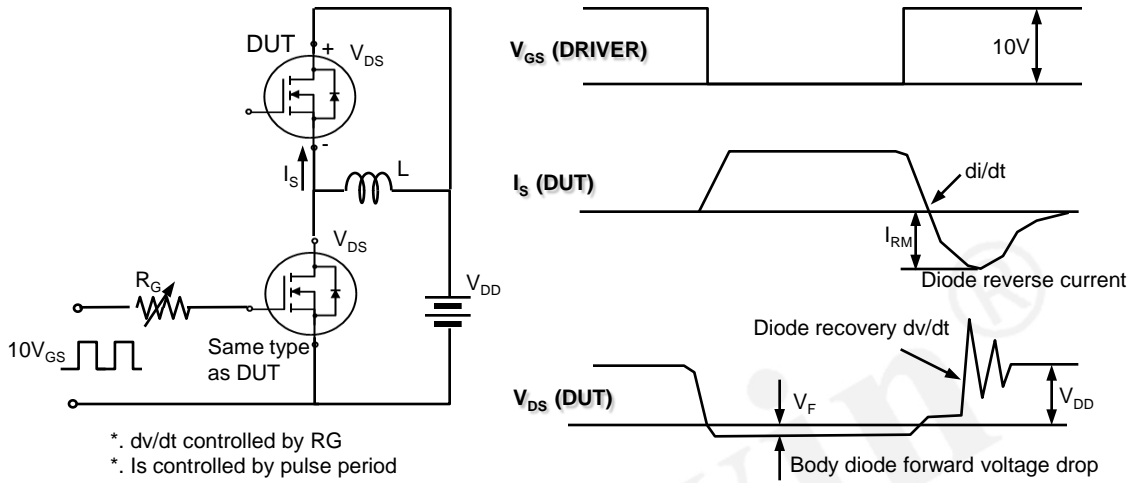 DUT
+
V_DS
-
I_S
L
V_DS
R_G
V_DD
10V_GS
Same type
as DUT
*. dv/dt controlled by RG
*. Is controlled by pulse period
V_GS (DRIVER)
10V
I_S (DUT)
di/dt
I_RM
Diode reverse current
Diode recovery dv/dt
V_DS (DUT)
V_F
V_DD
Body diode forward voltage drop
®